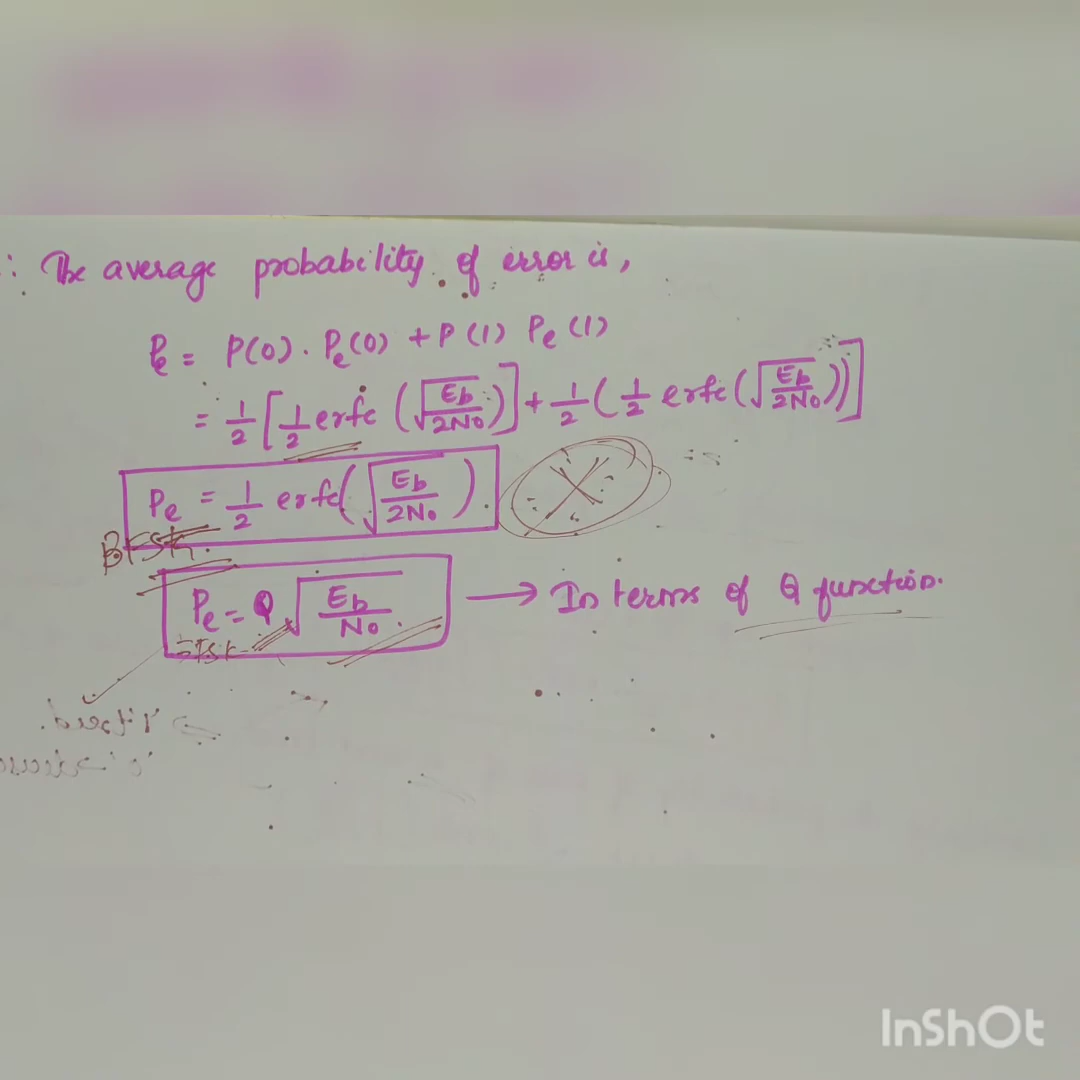 ∴ The average probability of error is,
Pe = P(0) . Pe(0) + P(1) Pe(1)
= 1/2 [1/2 erfc (√(Eb/2N0))] + 1/2 (1/2 erfc (√(Eb/2N0)))]
Pe = 1/2 erfc(√(Eb/2N0)).
BFSK.
Pe = Q √(Eb/N0). → In terms of Q function.
InShOt